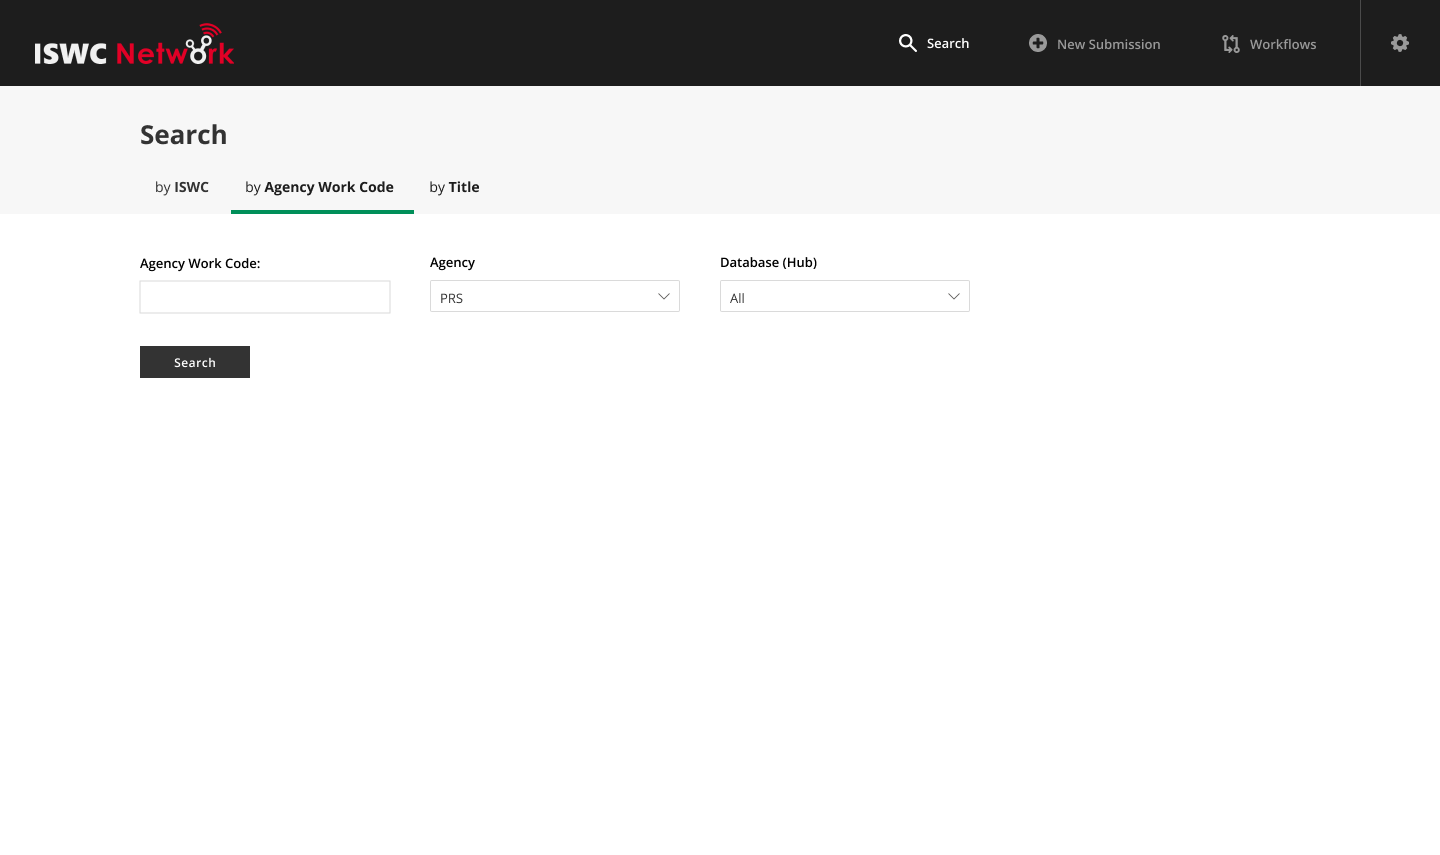 ISWC Network
Search
New Submission
Workflows
Search
by ISWC
by Agency Work Code
by Title
Agency Work Code:
Agency
Database (Hub)
PRS
All
Search